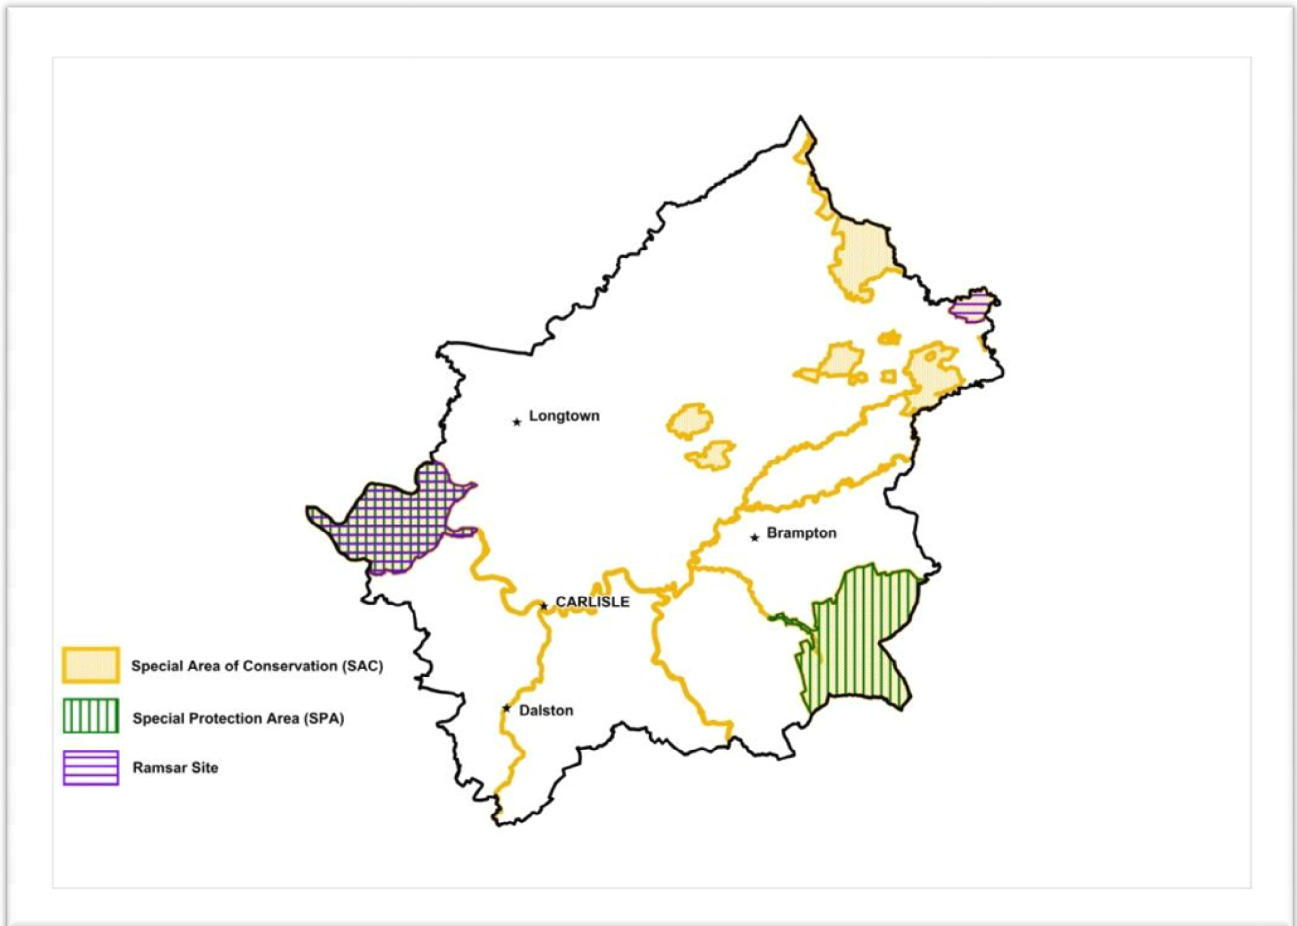 Longtown
Brampton
CARLISLE
Special Area of Conservation (SAC)
Special Protection Area (SPA)
Dalston
Ramsar Site